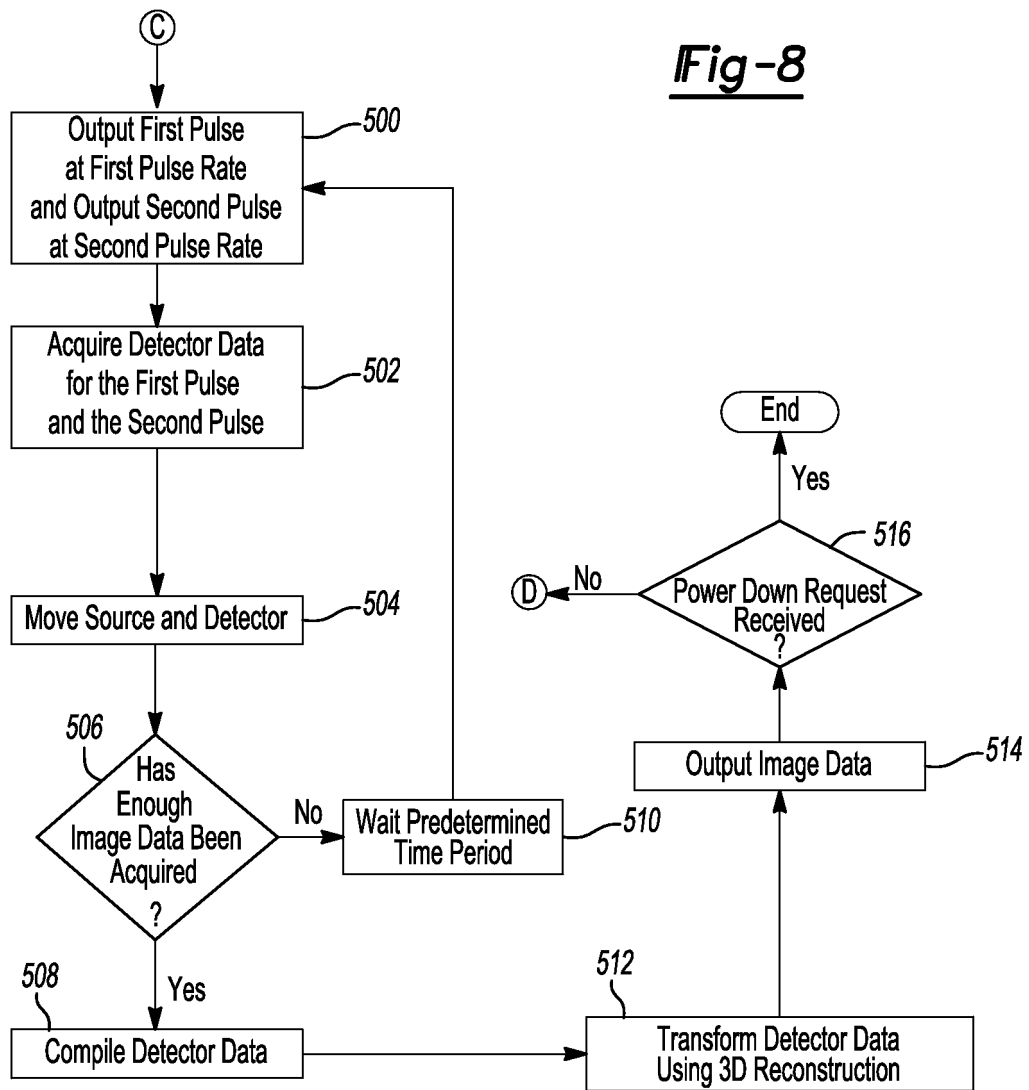 C
Fig-8
Output First Pulse
at First Pulse Rate
and Output Second Pulse
at Second Pulse Rate
500
Acquire Detector Data
for the First Pulse
and the Second Pulse
502
Move Source and Detector
504
506
Has
Enough
Image Data Been
Acquired
?
No
Wait Predetermined
Time Period
510
Yes
508
Compile Detector Data
512
Transform Detector Data
Using 3D Reconstruction
Output Image Data
514
516
Power Down Request
Received
?
No
D
Yes
End